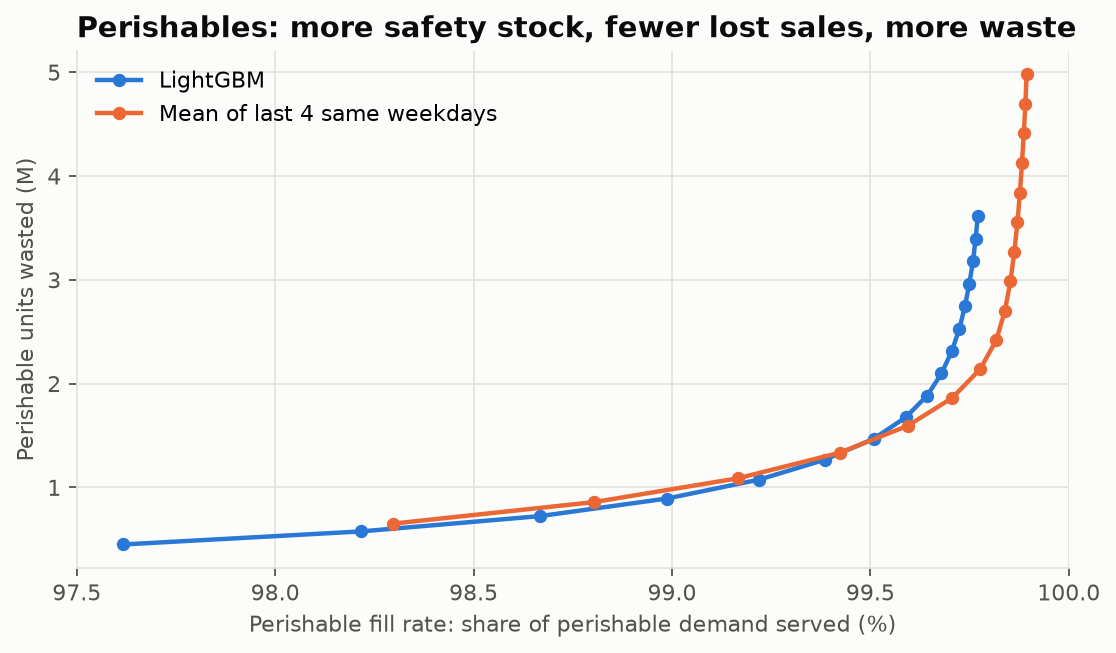 Perishables: more safety stock, fewer lost sales, more waste
LightGBM
Mean of last 4 same weekdays
Perishable units wasted (M)
5
4
3
2
1
97.5 98.0 98.5 99.0 99.5 100.0
Perishable fill rate: share of perishable demand served (%)